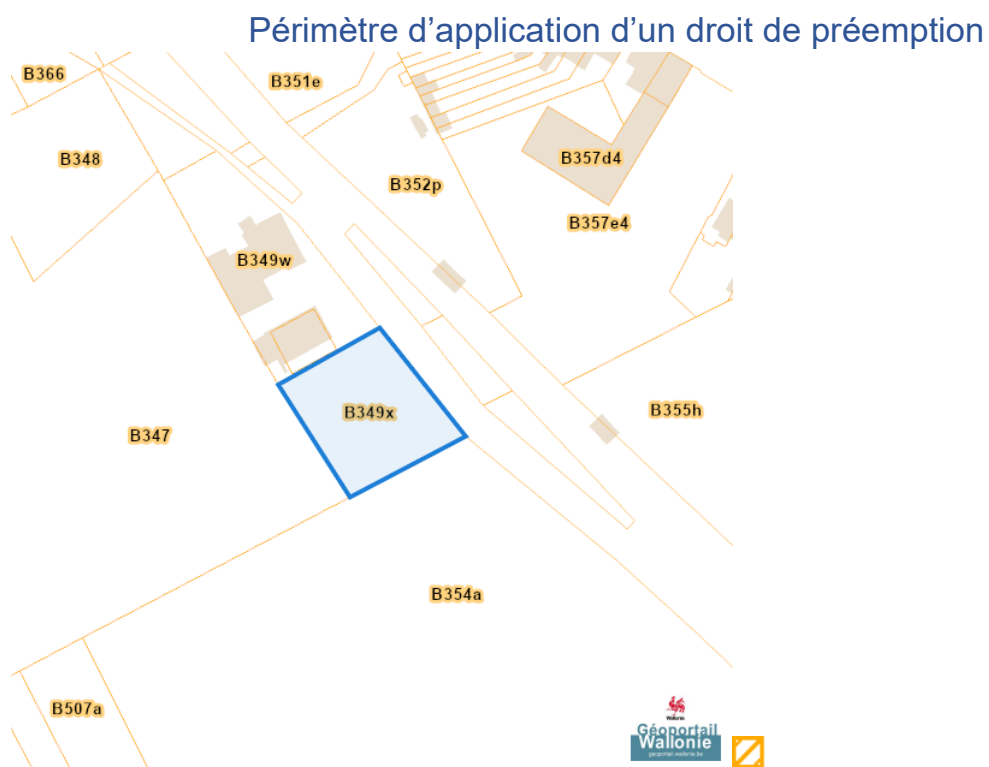 Périmètre d’application d’un droit de préemption
B366
B351e
B348
B357d4
B352p
B357e4
B349w
B349x
B355h
B347
B354a
B507a
Wallonie
Géoportail
Wallonie
geoportail.wallonie.be